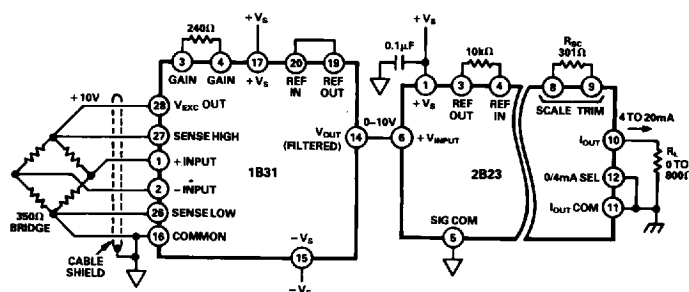 240Ω
3
4
GAIN
GAIN
+VS
17
+VS
20
19
REF IN
REF OUT
+10V
28
VEXC OUT
27
SENSE HIGH
1
+INPUT
2
-INPUT
26
SENSE LOW
16
COMMON
350Ω BRIDGE
CABLE SHIELD
1B31
VOUT (FILTERED)
14
15
-VS
-VS
0–10V
+VS
0.1μF
1
+VS
10kΩ
3
4
REF OUT
REF IN
6
+VINPUT
2B23
5
SIG COM
RSC
301Ω
8
9
SCALE TRIM
4 TO 20mA
IOUT
10
0/4mA SEL
12
IOUT COM
11
RL
0 TO
800Ω